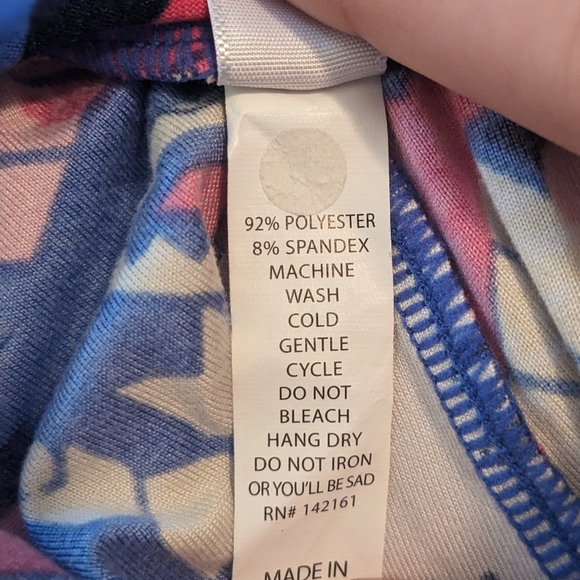 92% POLYESTER
8% SPANDEX
MACHINE
WASH
COLD
GENTLE
CYCLE
DO NOT
BLEACH
HANG DRY
DO NOT IRON
OR YOU'LL BE SAD
RN# 142161
MADE IN